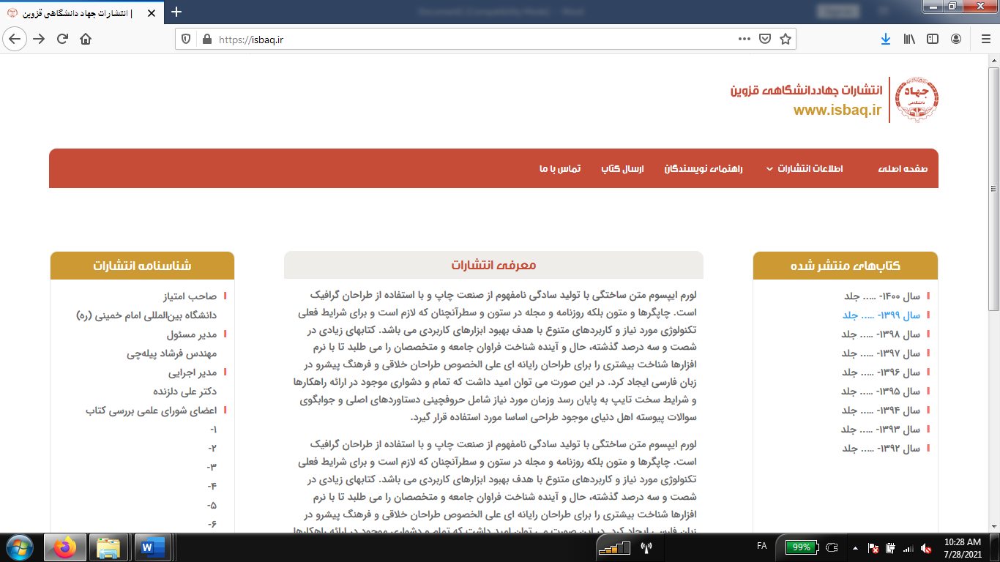 انتشارات جهاد دانشگاهی قزوین |
https://isbaq.ir
جهاد
دانشگاهی
انتشارات جهاددانشگاهی قزوین
www.isbaq.ir
صفحه اصلی اطلاعات انتشارات راهنمای نویسندگان ارسال کتاب تماس با ما
کتاب‌های منتشر شده
سال ۱۴۰۰- ..... جلد
سال ۱۳۹۹- ..... جلد
سال ۱۳۹۸- ..... جلد
سال ۱۳۹۷- ..... جلد
سال ۱۳۹۶- ..... جلد
سال ۱۳۹۵- ..... جلد
سال ۱۳۹۴- ..... جلد
سال ۱۳۹۳- ..... جلد
سال ۱۳۹۲- ..... جلد
معرفی انتشارات
لورم ایپسوم متن ساختگی با تولید سادگی نامفهوم از صنعت چاپ و با استفاده از طراحان گرافیک
است. چاپگرها و متون بلکه روزنامه و مجله در ستون و سطرآنچنان که لازم است و برای شرایط فعلی
تکنولوژی مورد نیاز و کاربردهای متنوع با هدف بهبود ابزارهای کاربردی می باشد. کتابهای زیادی در
شصت و سه درصد گذشته، حال و آینده شناخت فراوان جامعه و متخصصان را می طلبد تا با نرم
افزارها شناخت بیشتری را برای طراحان رایانه ای علی الخصوص طراحان خلاقی و فرهنگ پیشرو در
زبان فارسی ایجاد کرد. در این صورت می توان امید داشت که تمام و دشواری موجود در ارائه راهکارها
و شرایط سخت تایپ به پایان رسد وزمان مورد نیاز شامل حروفچینی دستاوردهای اصلی و جوابگوی
سوالات پیوسته اهل دنیای موجود طراحی اساسا مورد استفاده قرار گیرد.
لورم ایپسوم متن ساختگی با تولید سادگی نامفهوم از صنعت چاپ و با استفاده از طراحان گرافیک
است. چاپگرها و متون بلکه روزنامه و مجله در ستون و سطرآنچنان که لازم است و برای شرایط فعلی
تکنولوژی مورد نیاز و کاربردهای متنوع با هدف بهبود ابزارهای کاربردی می باشد. کتابهای زیادی در
شصت و سه درصد گذشته، حال و آینده شناخت فراوان جامعه و متخصصان را می طلبد تا با نرم
افزارها شناخت بیشتری را برای طراحان رایانه ای علی الخصوص طراحان خلاقی و فرهنگ پیشرو در
زبان فارسی ایجاد کرد. در این صورت می توان امید داشت که تمام و دشواری موجود در ارائه راهکارها
شناسنامه انتشارات
صاحب امتیاز
دانشگاه بین‌المللی امام خمینی (ره)
مدیر مسئول
مهندس فرشاد پیله‌چی
مدیر اجرایی
دکتر علی دلزنده
اعضای شورای علمی بررسی کتاب
۱-
۲-
۳-
۴-
۵-
۶-
FA
99%
10:28 AM
7/28/2021